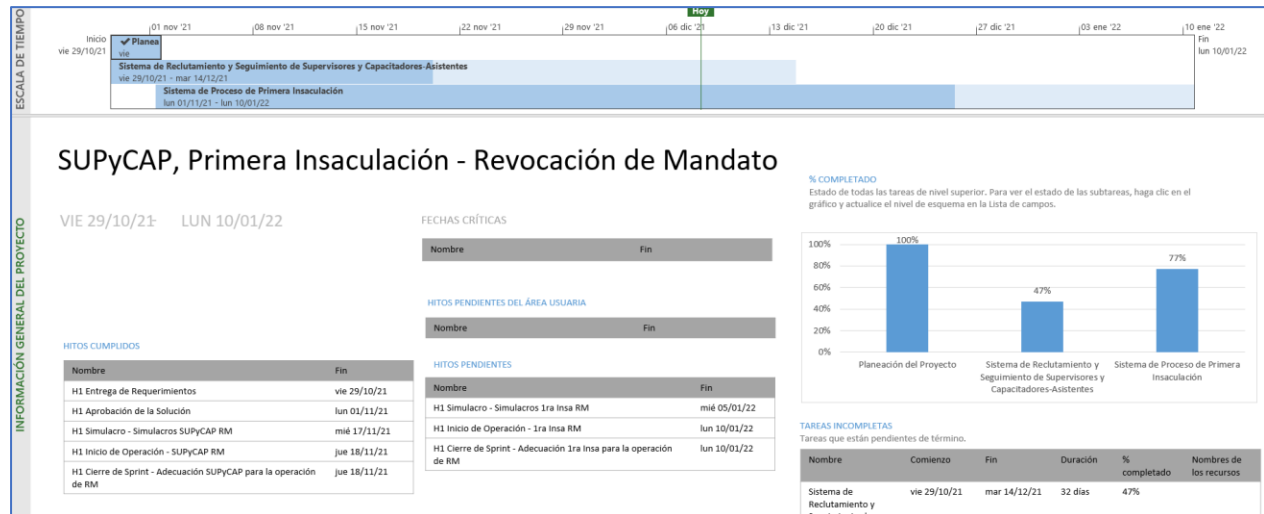 ESCALA DE TIEMPO
Hoy
01 nov '21
08 nov '21
15 nov '21
22 nov '21
29 nov '21
06 dic '21
13 dic '21
20 dic '21
27 dic '21
03 ene '22
10 ene '22
Inicio
vie 29/10/21
Planea
vie
Sistema de Reclutamiento y Seguimiento de Supervisores y Capacitadores-Asistentes
vie 29/10/21 - mar 14/12/21
Sistema de Proceso de Primera Insaculación
lun 01/11/21 - lun 10/01/22
Fin
lun 10/01/22
INFORMACIÓN GENERAL DEL PROYECTO
SUPyCAP, Primera Insaculación - Revocación de Mandato
VIE 29/10/21- LUN 10/01/22
HITOS CUMPLIDOS
Nombre Fin
H1 Entrega de Requerimientos vie 29/10/21
H1 Aprobación de la Solución lun 01/11/21
H1 Simulacro - Simulacros SUPyCAP RM mié 17/11/21
H1 Inicio de Operación - SUPyCAP RM jue 18/11/21
H1 Cierre de Sprint - Adecuación SUPyCAP para la operación jue 18/11/21
de RM
FECHAS CRÍTICAS
Nombre Fin
HITOS PENDIENTES DEL ÁREA USUARIA
Nombre Fin
HITOS PENDIENTES
Nombre Fin
H1 Simulacro - Simulacros 1ra Insa RM mié 05/01/22
H1 Inicio de Operación - 1ra Insa RM lun 10/01/22
H1 Cierre de Sprint - Adecuación 1ra Insa para la operación lun 10/01/22
de RM
% COMPLETADO
Estado de todas las tareas de nivel superior. Para ver el estado de las subtareas, haga clic en el
gráfico y actualice el nivel de esquema en la Lista de campos.
100%
80%
60%
40%
20%
0%
100%
47%
77%
Planeación del Proyecto
Sistema de Reclutamiento y
Seguimiento de Supervisores y
Capacitadores-Asistentes
Sistema de Proceso de Primera
Insaculación
TAREAS INCOMPLETAS
Tareas que están pendientes de término.
Nombre Comienzo Fin Duración % Nombres de
completado los recursos
Sistema de vie 29/10/21 mar 14/12/21 32 días 47%
Reclutamiento y